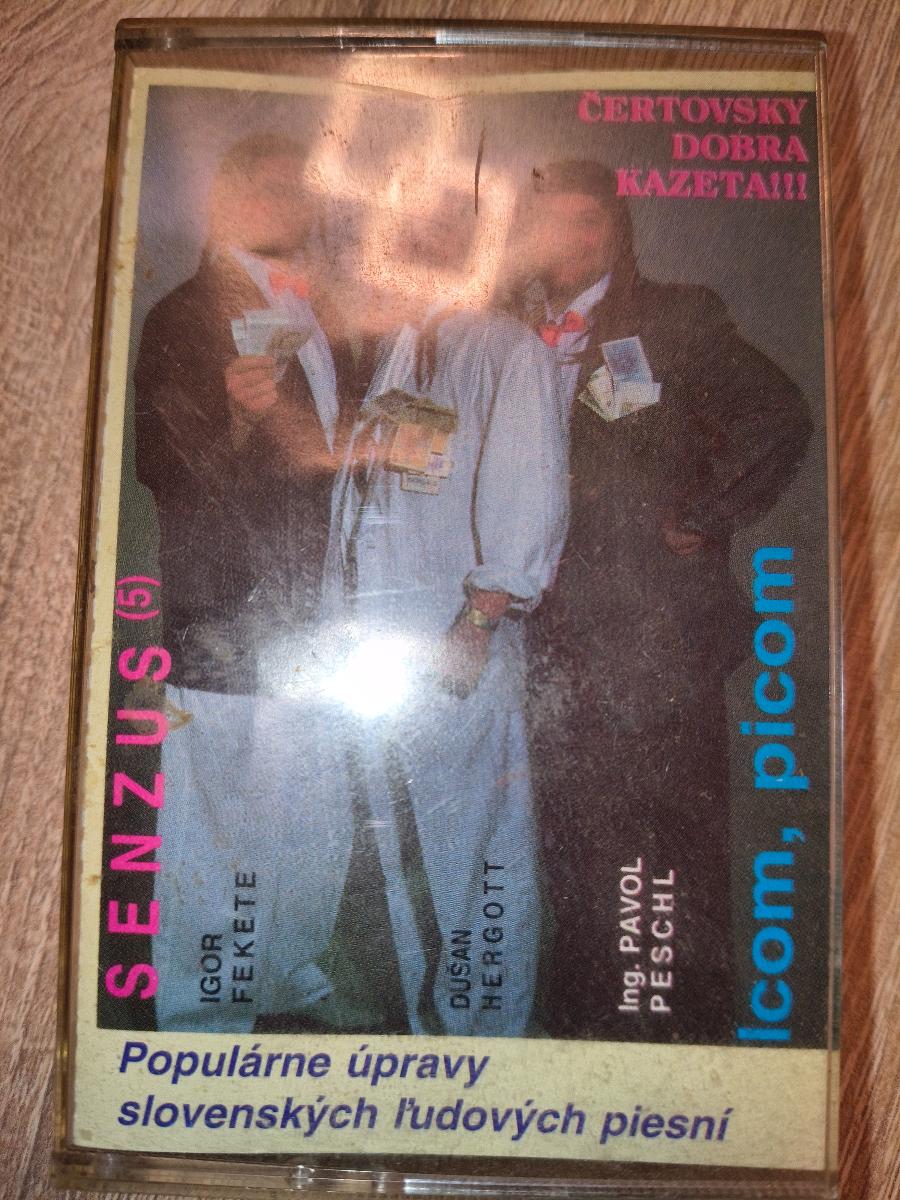 ČERTOVSKY
DOBRA
KAZETA!!!
SENZUS (5)
IGOR
FEKETE
DUŠAN
HERGOTT
Ing. PAVOL
PESCHL
Icom, picom
Populárne úpravy
slovenských ľudových piesní